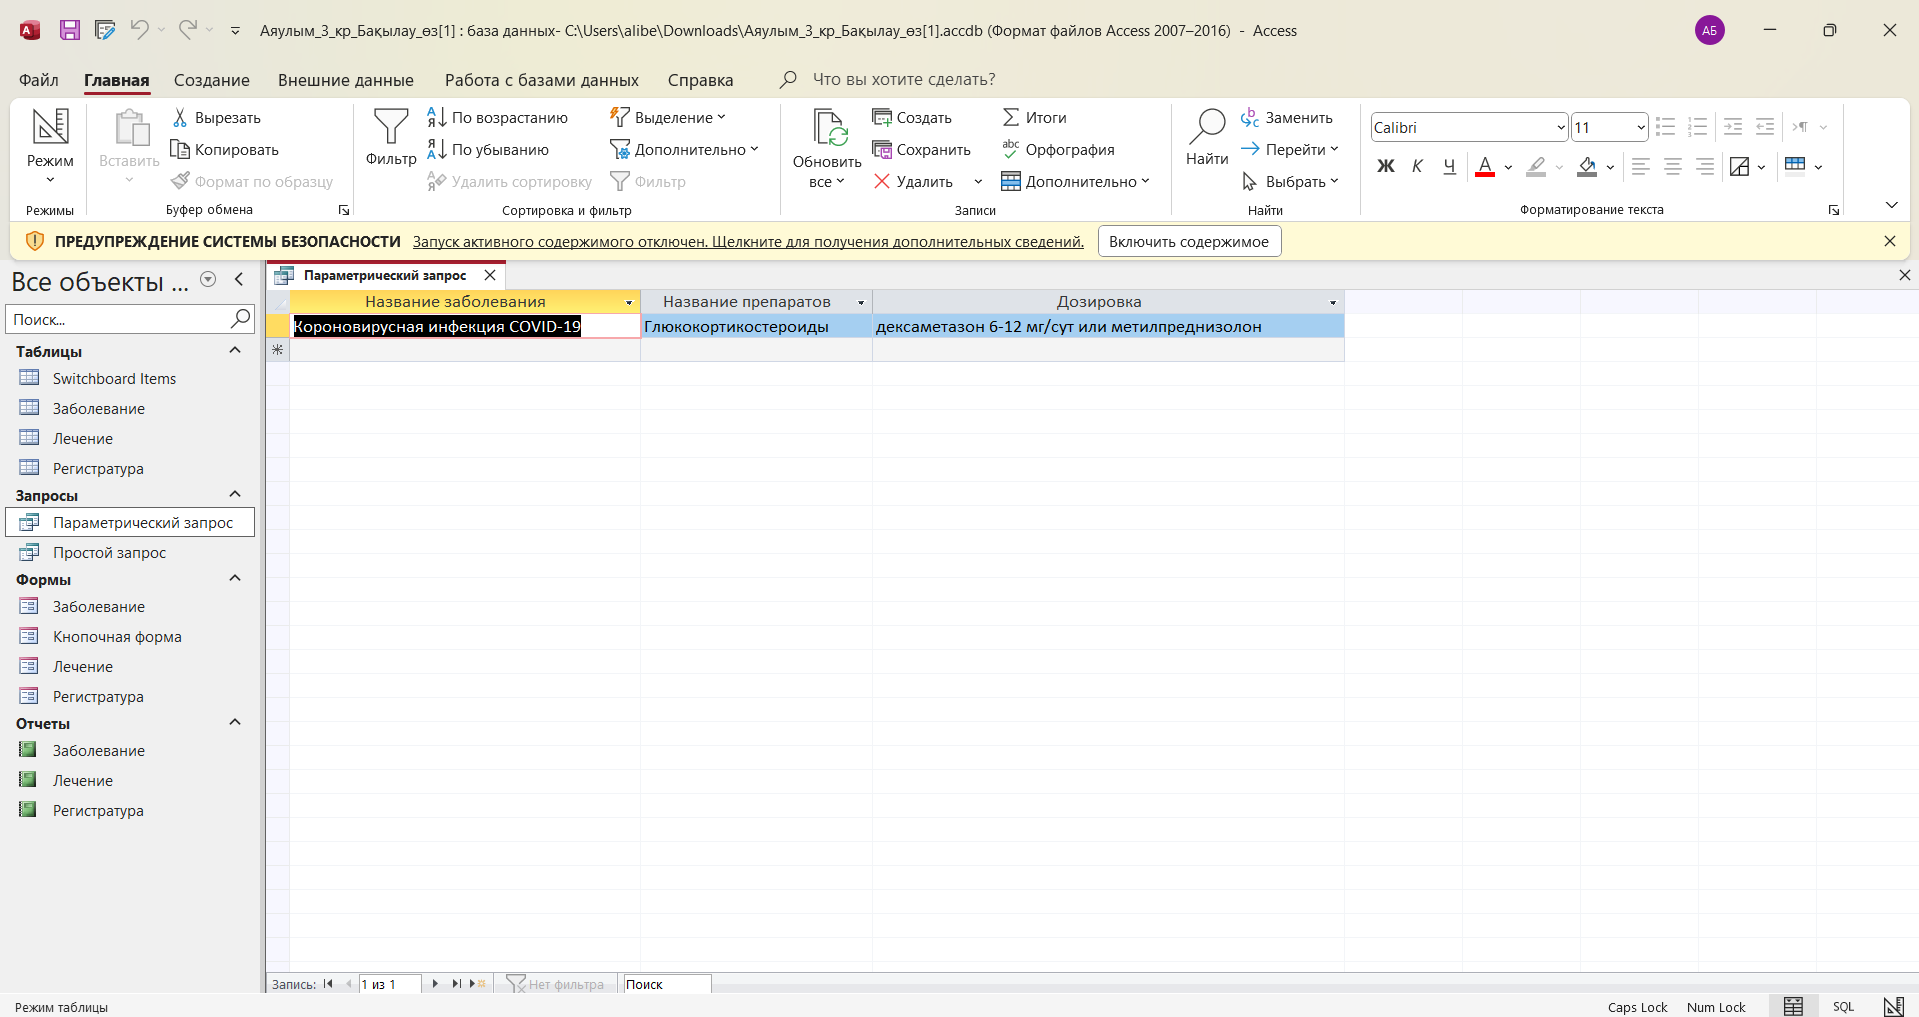 Аяулым_3_кр_Бақылау_өз[1] : база данных- C:\Users\alibe\Downloads\Аяулым_3_кр_Бақылау_өз[1].accdb (Формат файлов Access 2007–2016) - Access
АБ
Файл Главная Создание Внешние данные Работа с базами данных Справка Что вы хотите сделать?
Режим
Режимы
Вставить
Вырезать
Копировать
Формат по образцу
Буфер обмена
Фильтр
По возрастанию
По убыванию
Удалить сортировку
Выделение
Дополнительно
Фильтр
Сортировка и фильтр
Обновить
все
Создать
Сохранить
Удалить
Итоги
Орфография
Дополнительно
Записи
Найти
Заменить
Перейти
Выбрать
Найти
Calibri 11
Ж К Ч А
Форматирование текста
ПРЕДУПРЕЖДЕНИЕ СИСТЕМЫ БЕЗОПАСНОСТИ Запуск активного содержимого отключен. Щелкните для получения дополнительных сведений. Включить содержимое
Все объекты ...
Поиск...
Таблицы
Switchboard Items
Заболевание
Лечение
Регистратура
Запросы
Параметрический запрос
Простой запрос
Формы
Заболевание
Кнопочная форма
Лечение
Регистратура
Отчеты
Заболевание
Лечение
Регистратура
Параметрический запрос
Название заболевания Название препаратов Дозировка
Короновирусная инфекция COVID-19 Глюкокортикостероиды дексаметазон 6-12 мг/сут или метилпреднизолон
Запись: 1 из 1 Нет фильтра Поиск
Режим таблицы Caps Lock Num Lock SQL